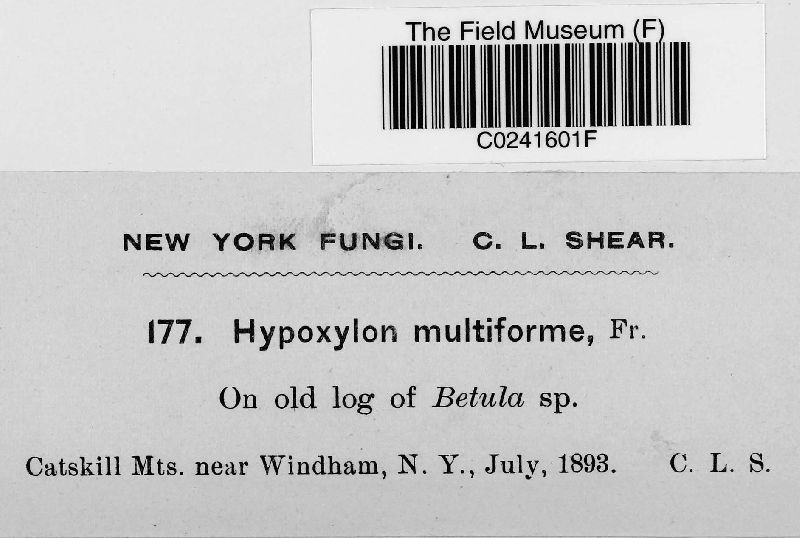 The Field Museum (F)
C0241601F
NEW YORK FUNGI. C. L. SHEAR.
177. Hypoxylon multiforme, Fr.
On old log of Betula sp.
Catskill Mts. near Windham, N. Y., July, 1893. C. L. S.